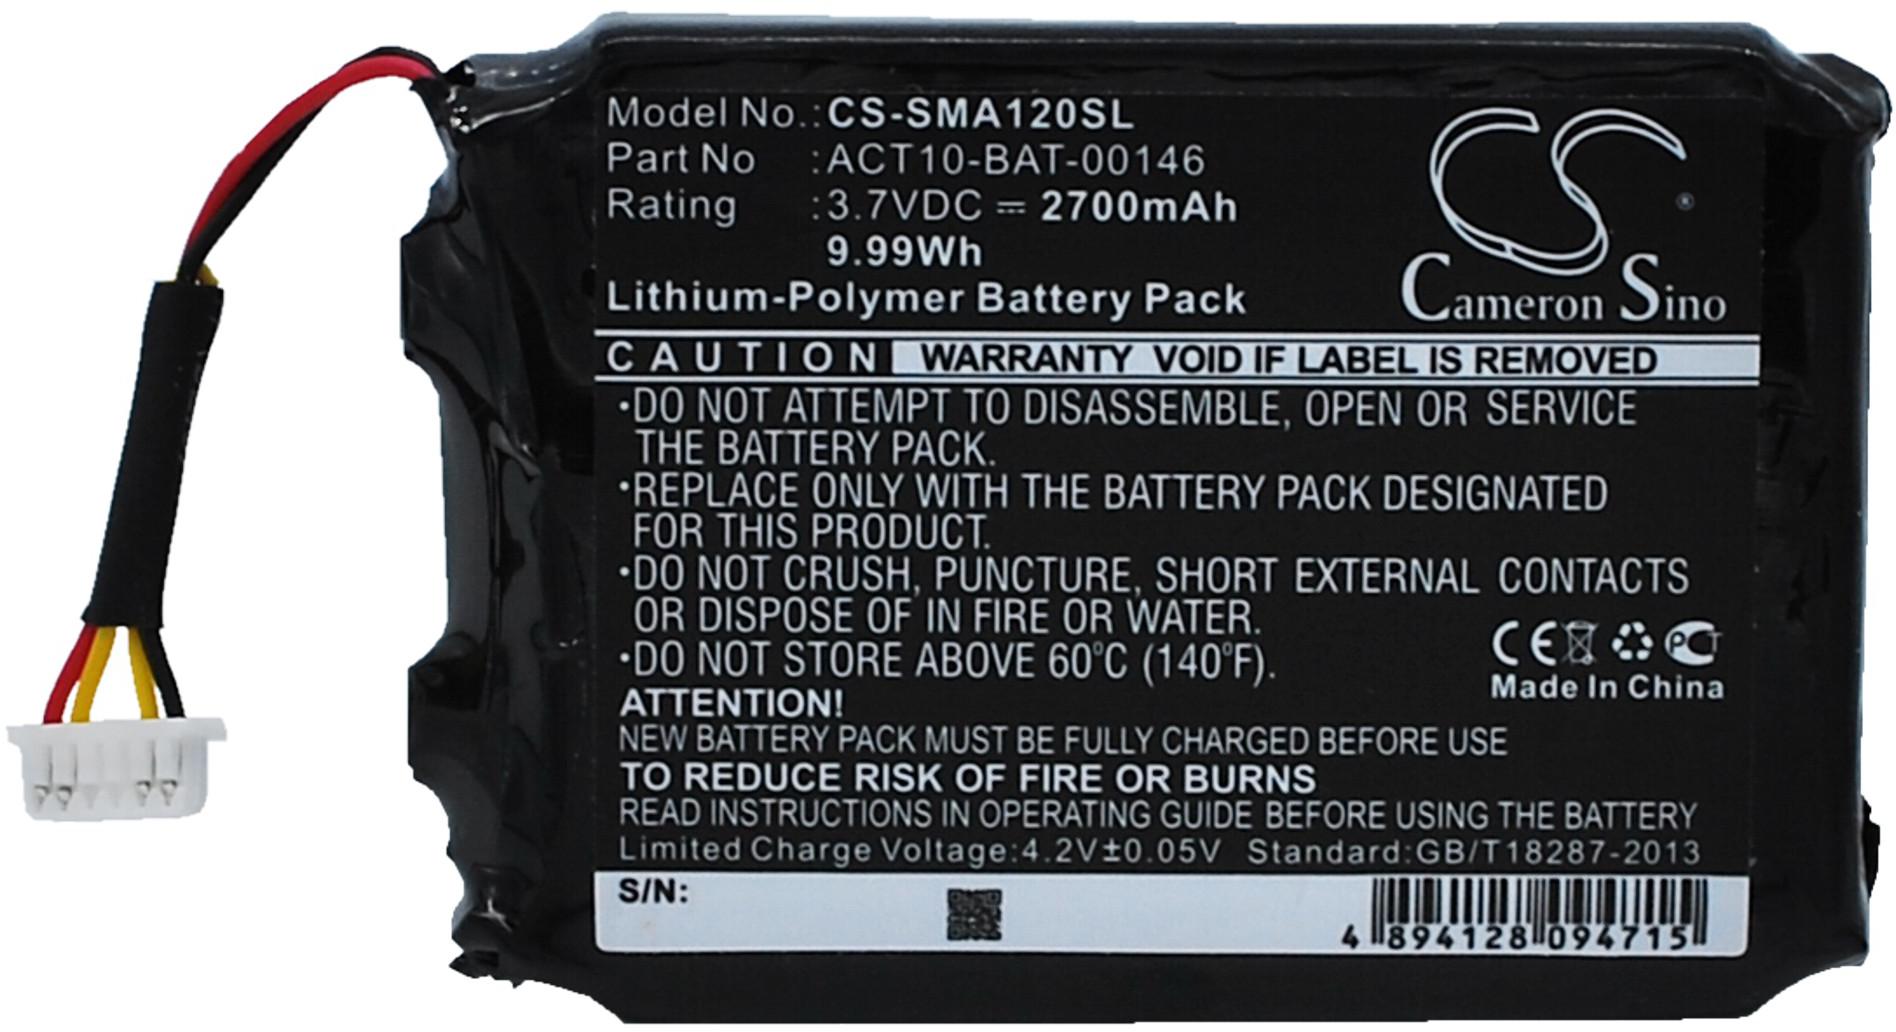 Model No.: CS-SMA120SL
Part No : ACT10-BAT-00146
Rating : 3.7VDC ⎓ 2700mAh
9.99Wh
Lithium-Polymer Battery Pack
CS ®
Cameron Sino
CAUTION WARRANTY VOID IF LABEL IS REMOVED
•DO NOT ATTEMPT TO DISASSEMBLE, OPEN OR SERVICE
THE BATTERY PACK.
•REPLACE ONLY WITH THE BATTERY PACK DESIGNATED
FOR THIS PRODUCT.
•DO NOT CRUSH, PUNCTURE, SHORT EXTERNAL CONTACTS
OR DISPOSE OF IN FIRE OR WATER.
•DO NOT STORE ABOVE 60°C (140°F).
CE PCT
Made In China
ATTENTION!
NEW BATTERY PACK MUST BE FULLY CHARGED BEFORE USE
TO REDUCE RISK OF FIRE OR BURNS
READ INSTRUCTIONS IN OPERATING GUIDE BEFORE USING THE BATTERY
Limited Charge Voltage:4.2V±0.05V Standard:GB/T18287-2013
S/N:
4 894128 094715